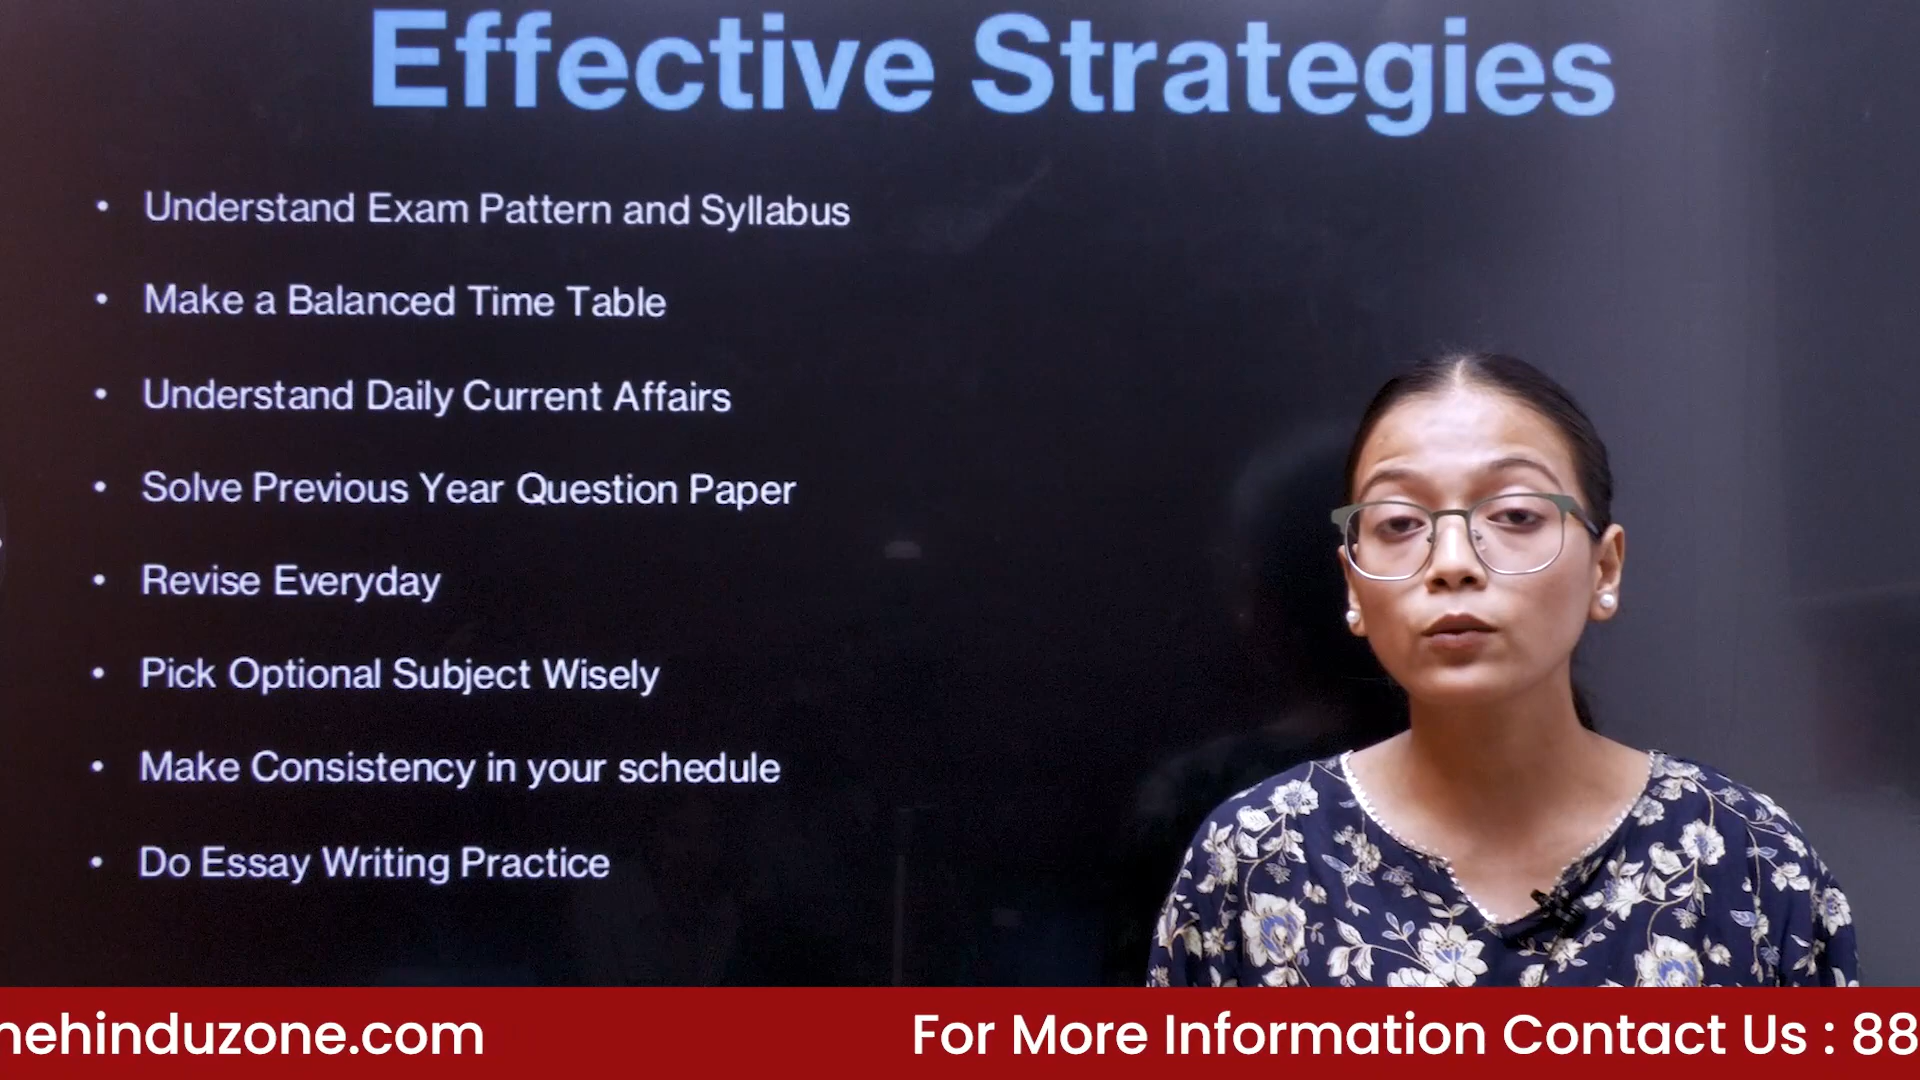 Effective Strategies
• Understand Exam Pattern and Syllabus
• Make a Balanced Time Table
• Understand Daily Current Affairs
• Solve Previous Year Question Paper
• Revise Everyday
• Pick Optional Subject Wisely
• Make Consistency in your schedule
• Do Essay Writing Practice
hehinduzone.com
For More Information Contact Us : 88